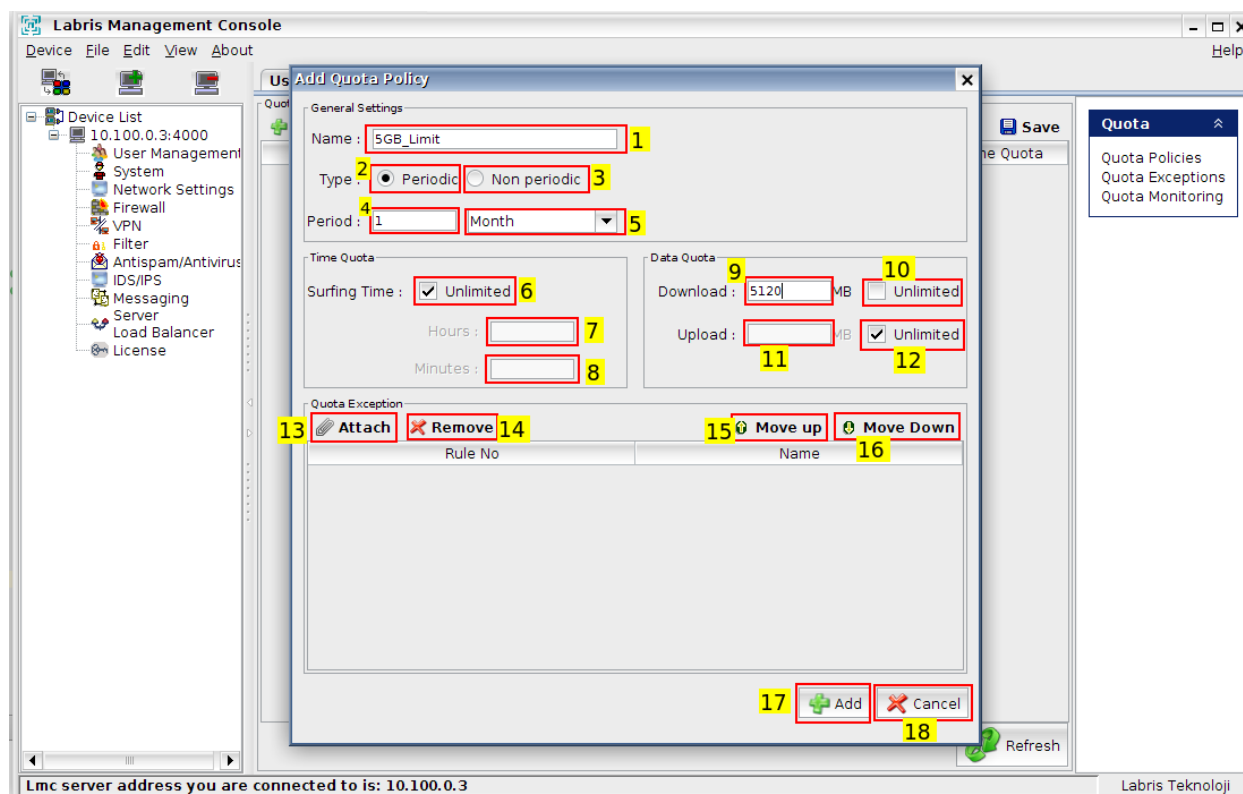 Labris Management Console
Device File Edit View About Help
Add Quota Policy
Us
Quot
General Settings
Name : 5GB_Limit 1
Type : 2 Periodic Non periodic 3
Period : 4 1 Month 5
Time Quota
Surfing Time : Unlimited 6
Hours : 7
Minutes : 8
Data Quota
9 10
Download : 5120 MB Unlimited
Upload : MB Unlimited
11 12
Quota Exception
13 Attach Remove 14 15 Move up Move Down
16
Rule No Name
17 Add Cancel
18
Device List
10.100.0.3:4000
User Management
System
Network Settings
Firewall
VPN
Filter
Antispam/Antivirus
IDS/IPS
Messaging
Server
Load Balancer
License
Save
ne Quota
Refresh
Quota
Quota Policies
Quota Exceptions
Quota Monitoring
Lmc server address you are connected to is: 10.100.0.3
Labris Teknoloji